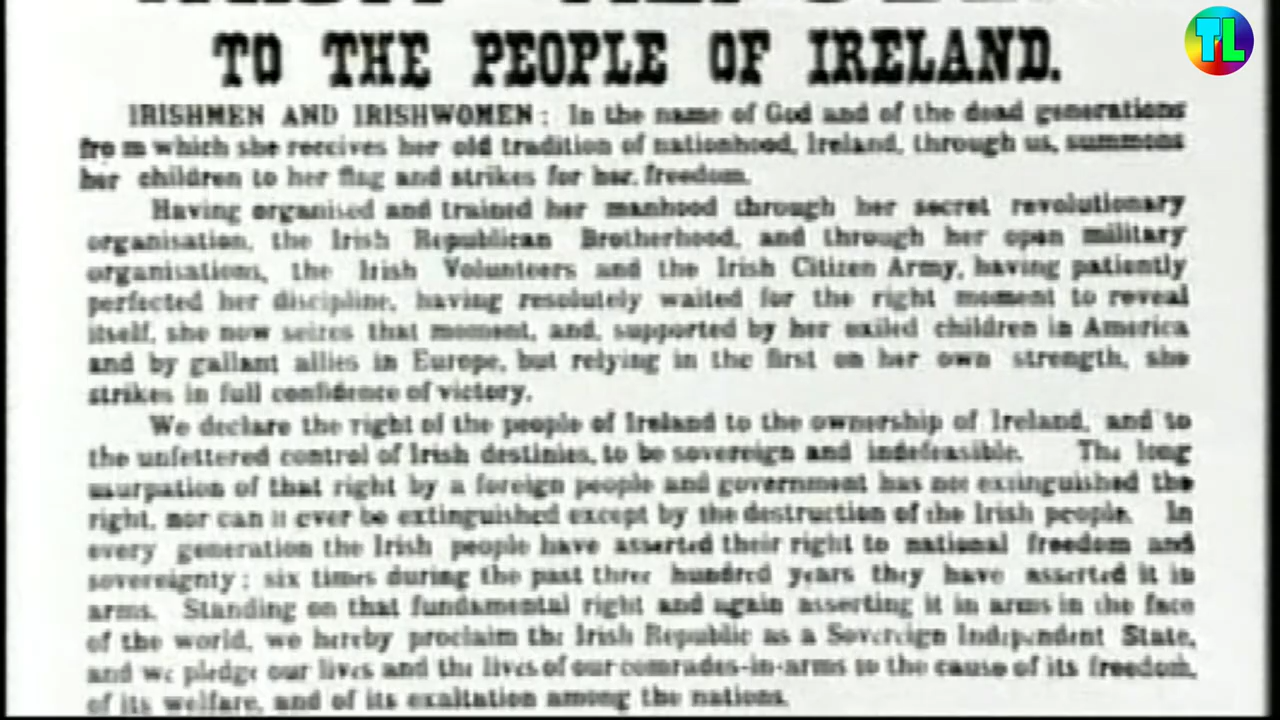 TO THE PEOPLE OF IRELAND.
TL
IRISHMEN AND IRISHWOMEN : In the name of God and of the dead generations
from which she receives her old tradition of nationhood, Ireland, through us, summons
her children to her flag and strikes for her freedom.
Having organised and trained her manhood through her secret revolutionary
organisation, the Irish Republican Brotherhood, and through her open military
organisations, the Irish Volunteers and the Irish Citizen Army, having patiently
perfected her discipline, having resolutely waited for the right moment to reveal
itself, she now seizes that moment, and, supported by her exiled children in America
and by gallant allies in Europe, but relying in the first on her own strength, she
strikes in full confidence of victory.
We declare the right of the people of Ireland to the ownership of Ireland, and to
the unfettered control of Irish destinies, to be sovereign and indefeasible. The long
usurpation of that right by a foreign people and government has not extinguished the
right, nor can it ever be extinguished except by the destruction of the Irish people. In
every generation the Irish people have asserted their right to national freedom and
sovereignty ; six times during the past three hundred years they have asserted it in
arms. Standing on that fundamental right and again asserting it in arms in the face
of the world, we hereby proclaim the Irish Republic as a Sovereign Independent State,
and we pledge our lives and the lives of our comrades-in-arms to the cause of its freedom,
of its welfare, and of its exaltation among the nations.